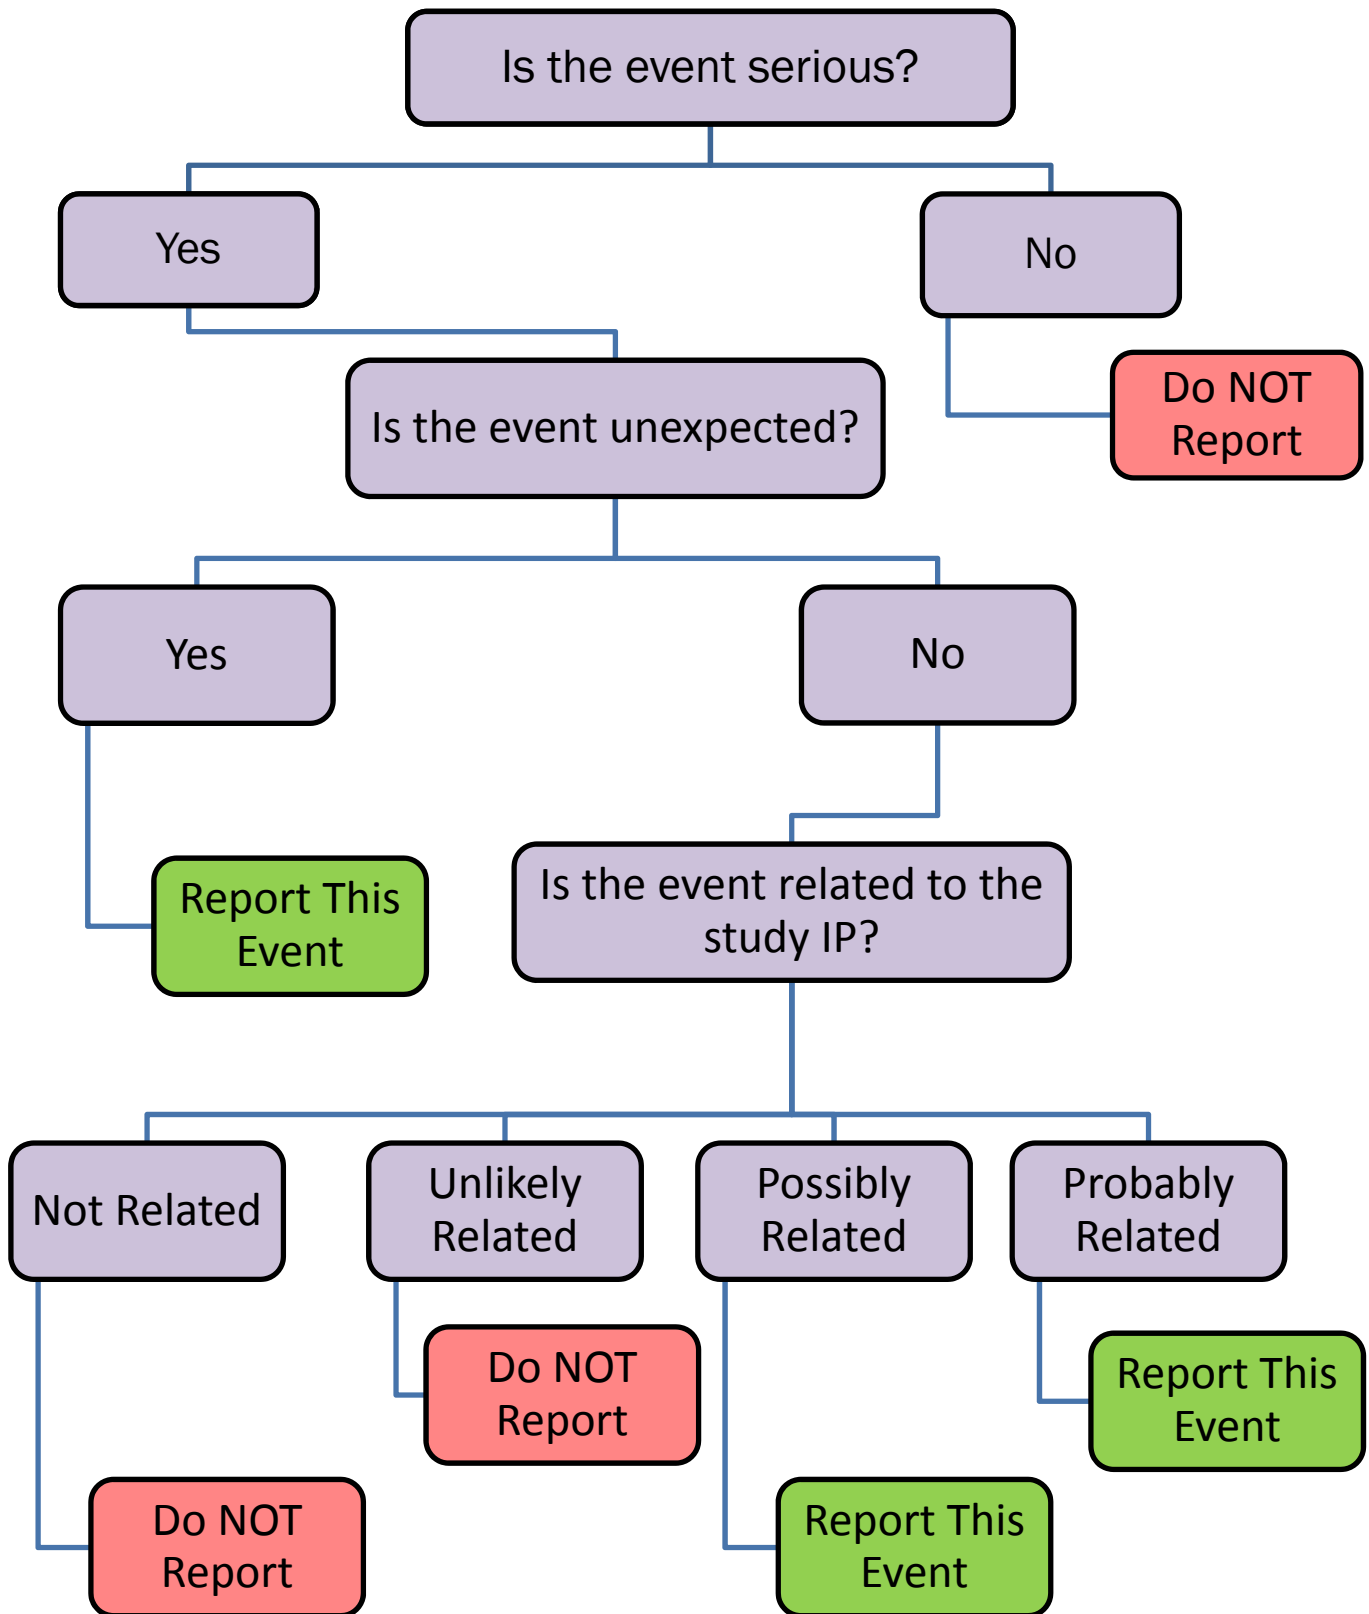 Is the event serious?
Yes
No
Do NOT
Report
Is the event unexpected?
Yes
No
Report This
Event
Is the event related to the
study IP?
Not Related
Unlikely
Related
Possibly
Related
Probably
Related
Do NOT
Report
Report This
Event
Do NOT
Report
Report This
Event